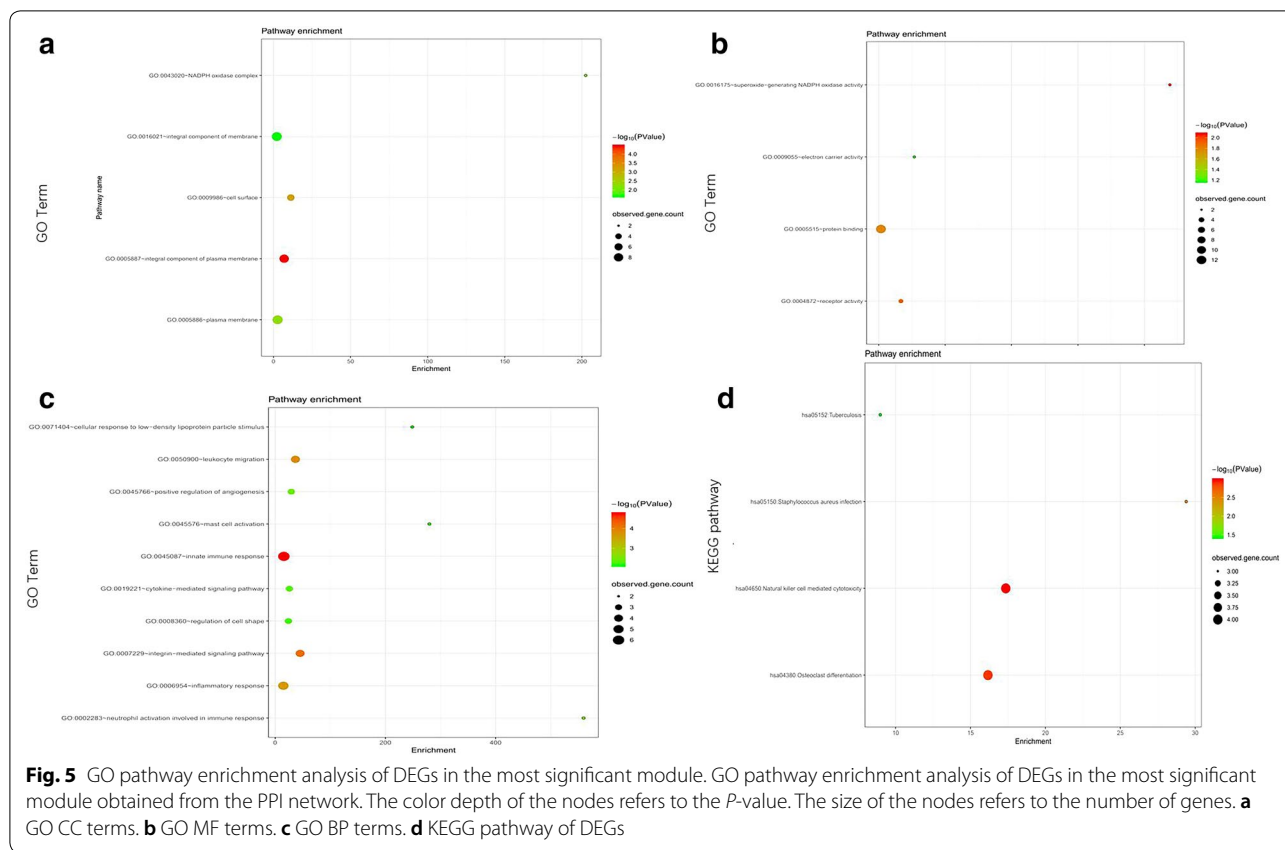 a
Pathway enrichment
GO Term
Pathway name
GO:0043020~NADPH oxidase complex
GO:0016021~integral component of membrane
GO:0009986~cell surface
GO:0005887~integral component of plasma membrane
GO:0005886~plasma membrane
0 50 100 150 200
Enrichment
−log10(PValue)
4.0
3.5
3.0
2.5
2.0
observed.gene.count
2
4
6
8
b
Pathway enrichment
GO Term
GO:0016175~superoxide-generating NADPH oxidase activity
GO:0009055~electron carrier activity
GO:0005515~protein binding
GO:0004872~receptor activity
−log10(PValue)
2.0
1.8
1.6
1.4
1.2
observed.gene.count
2
4
6
8
10
12
c
Pathway enrichment
GO Term
GO:0071404~cellular response to low-density lipoprotein particle stimulus
GO:0050900~leukocyte migration
GO:0045766~positive regulation of angiogenesis
GO:0045576~mast cell activation
GO:0045087~innate immune response
GO:0019221~cytokine-mediated signaling pathway
GO:0008360~regulation of cell shape
GO:0007229~integrin-mediated signaling pathway
GO:0006954~inflammatory response
GO:0002283~neutrophil activation involved in immune response
0 200 400
Enrichment
−log10(PValue)
4
3
observed.gene.count
2
3
4
5
6
d
Pathway enrichment
KEGG pathway
hsa05152:Tuberculosis
hsa05150:Staphylococcus aureus infection
hsa04650:Natural killer cell mediated cytotoxicity
hsa04380:Osteoclast differentiation
10 15 20 25 30
Enrichment
−log10(PValue)
2.5
2.0
1.5
observed.gene.count
3.00
3.25
3.50
3.75
4.00
Fig. 5 GO pathway enrichment analysis of DEGs in the most significant module. GO pathway enrichment analysis of DEGs in the most significant
module obtained from the PPI network. The color depth of the nodes refers to the P-value. The size of the nodes refers to the number of genes. a
GO CC terms. b GO MF terms. c GO BP terms. d KEGG pathway of DEGs